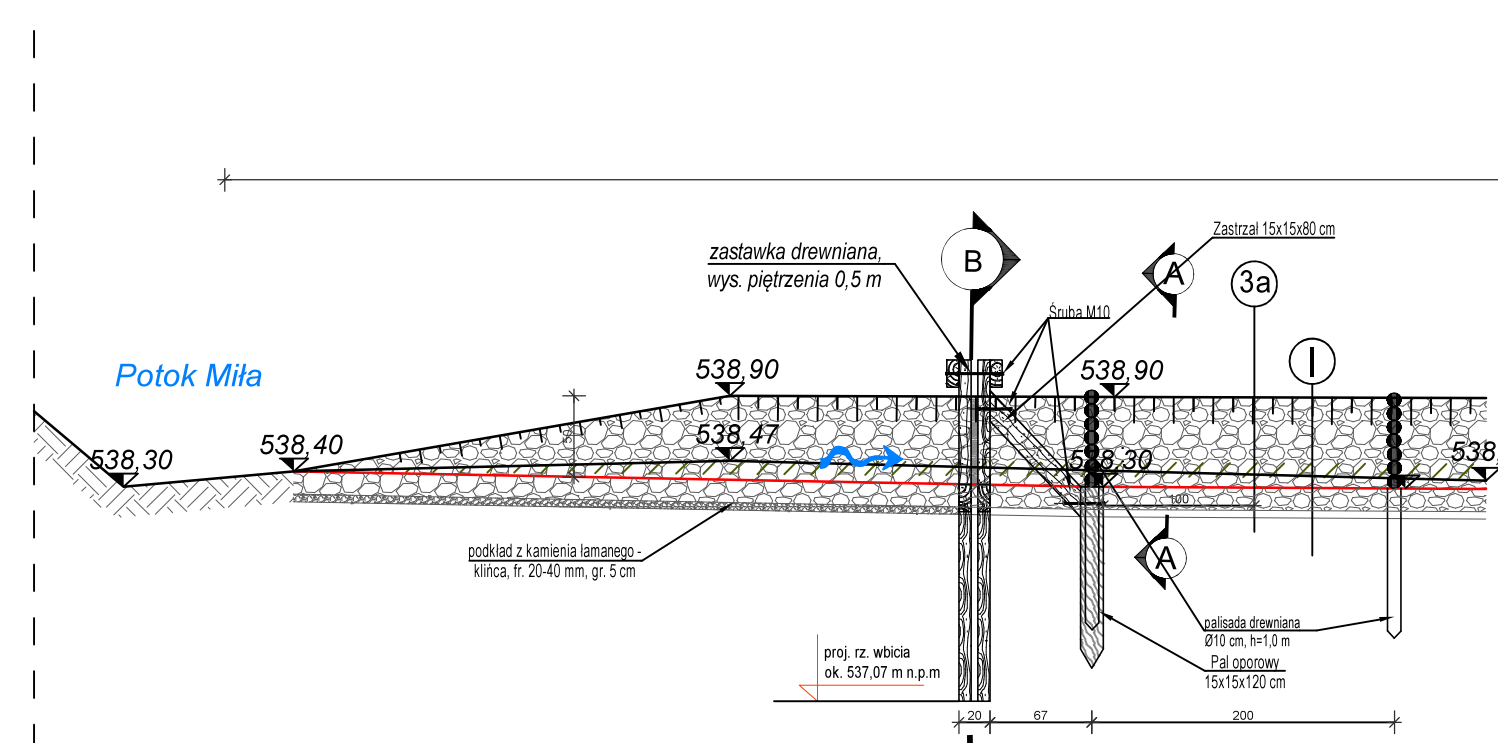 Zastrzał 15x15x80 cm
zastawka drewniana,
wys. piętrzenia 0,5 m
B
A
3a
Śruba M10
I
Potok Miła
538,90
538,90
50
538,47
538,40
538,30
538,30
538,
100
podkład z kamienia łamanego -
klińca, fr. 20-40 mm, gr. 5 cm
A
palisada drewniana
Ø10 cm, h=1,0 m
proj. rz. wbicia
ok. 537,07 m n.p.m
Pal oporowy
15x15x120 cm
20
67
200